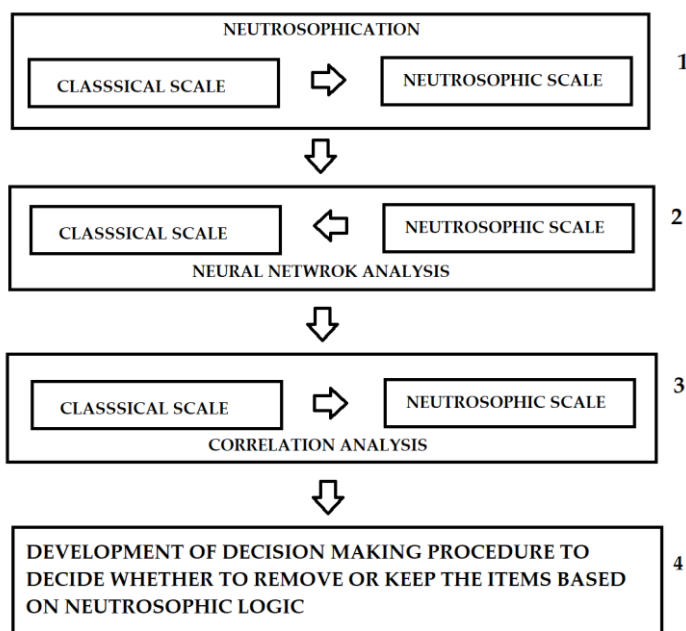 NEUTROSOPHICATION
1
CLASSSICAL SCALE
NEUTROSOPHIC SCALE
2
CLASSSICAL SCALE
NEUTROSOPHIC SCALE
NEURAL NETWROK ANALYSIS
3
CLASSSICAL SCALE
NEUTROSOPHIC SCALE
CORRELATION ANALYSIS
DEVELOPMENT OF DECISION MAKING PROCEDURE TO
DECIDE WHETHER TO REMOVE OR KEEP THE ITEMS BASED
ON NEUTROSOPHIC LOGIC
4